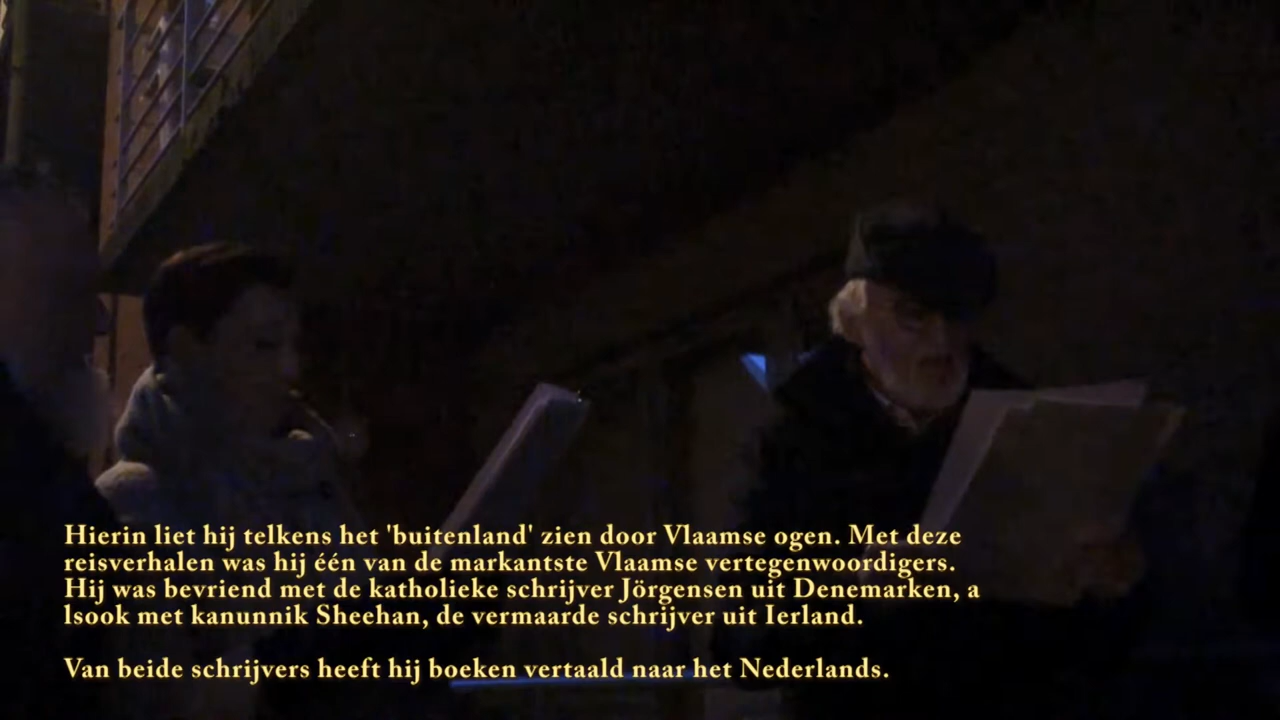 Hierin liet hij telkens het 'buitenland' zien door Vlaamse ogen. Met deze
reisverhalen was hij één van de markantste Vlaamse vertegenwoordigers.
Hij was bevriend met de katholieke schrijver Jörgensen uit Denemarken, a
lsook met kanunnik Sheehan, de vermaarde schrijver uit Ierland.
Van beide schrijvers heeft hij boeken vertaald naar het Nederlands.